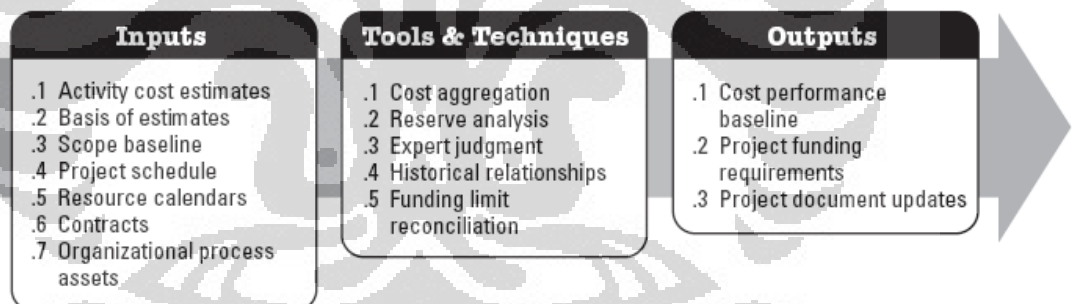 Inputs
.1 Activity cost estimates
.2 Basis of estimates
.3 Scope baseline
.4 Project schedule
.5 Resource calendars
.6 Contracts
.7 Organizational process
assets
Tools & Techniques
.1 Cost aggregation
.2 Reserve analysis
.3 Expert judgment
.4 Historical relationships
.5 Funding limit
reconciliation
Outputs
.1 Cost performance
baseline
.2 Project funding
requirements
.3 Project document updates